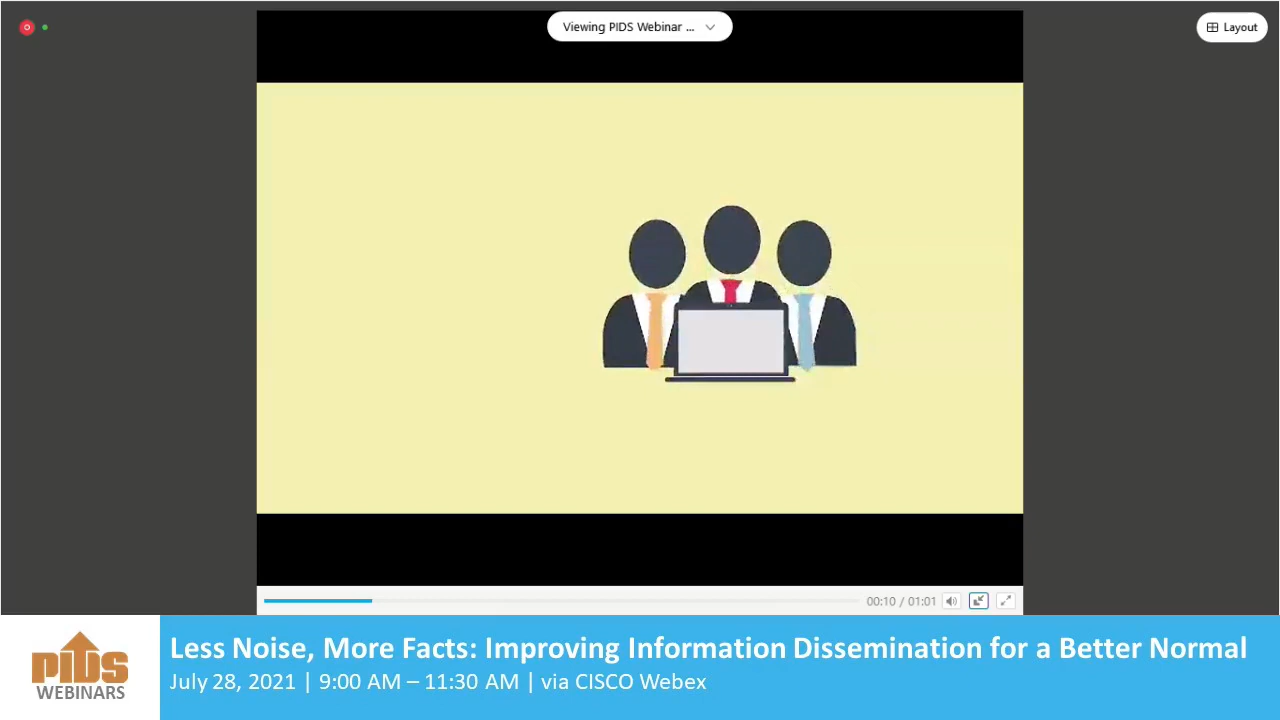 Viewing PIDS Webinar ...
Layout
00:10 / 01:01
PIDS
WEBINARS
Less Noise, More Facts: Improving Information Dissemination for a Better Normal
July 28, 2021 | 9:00 AM – 11:30 AM | via CISCO Webex